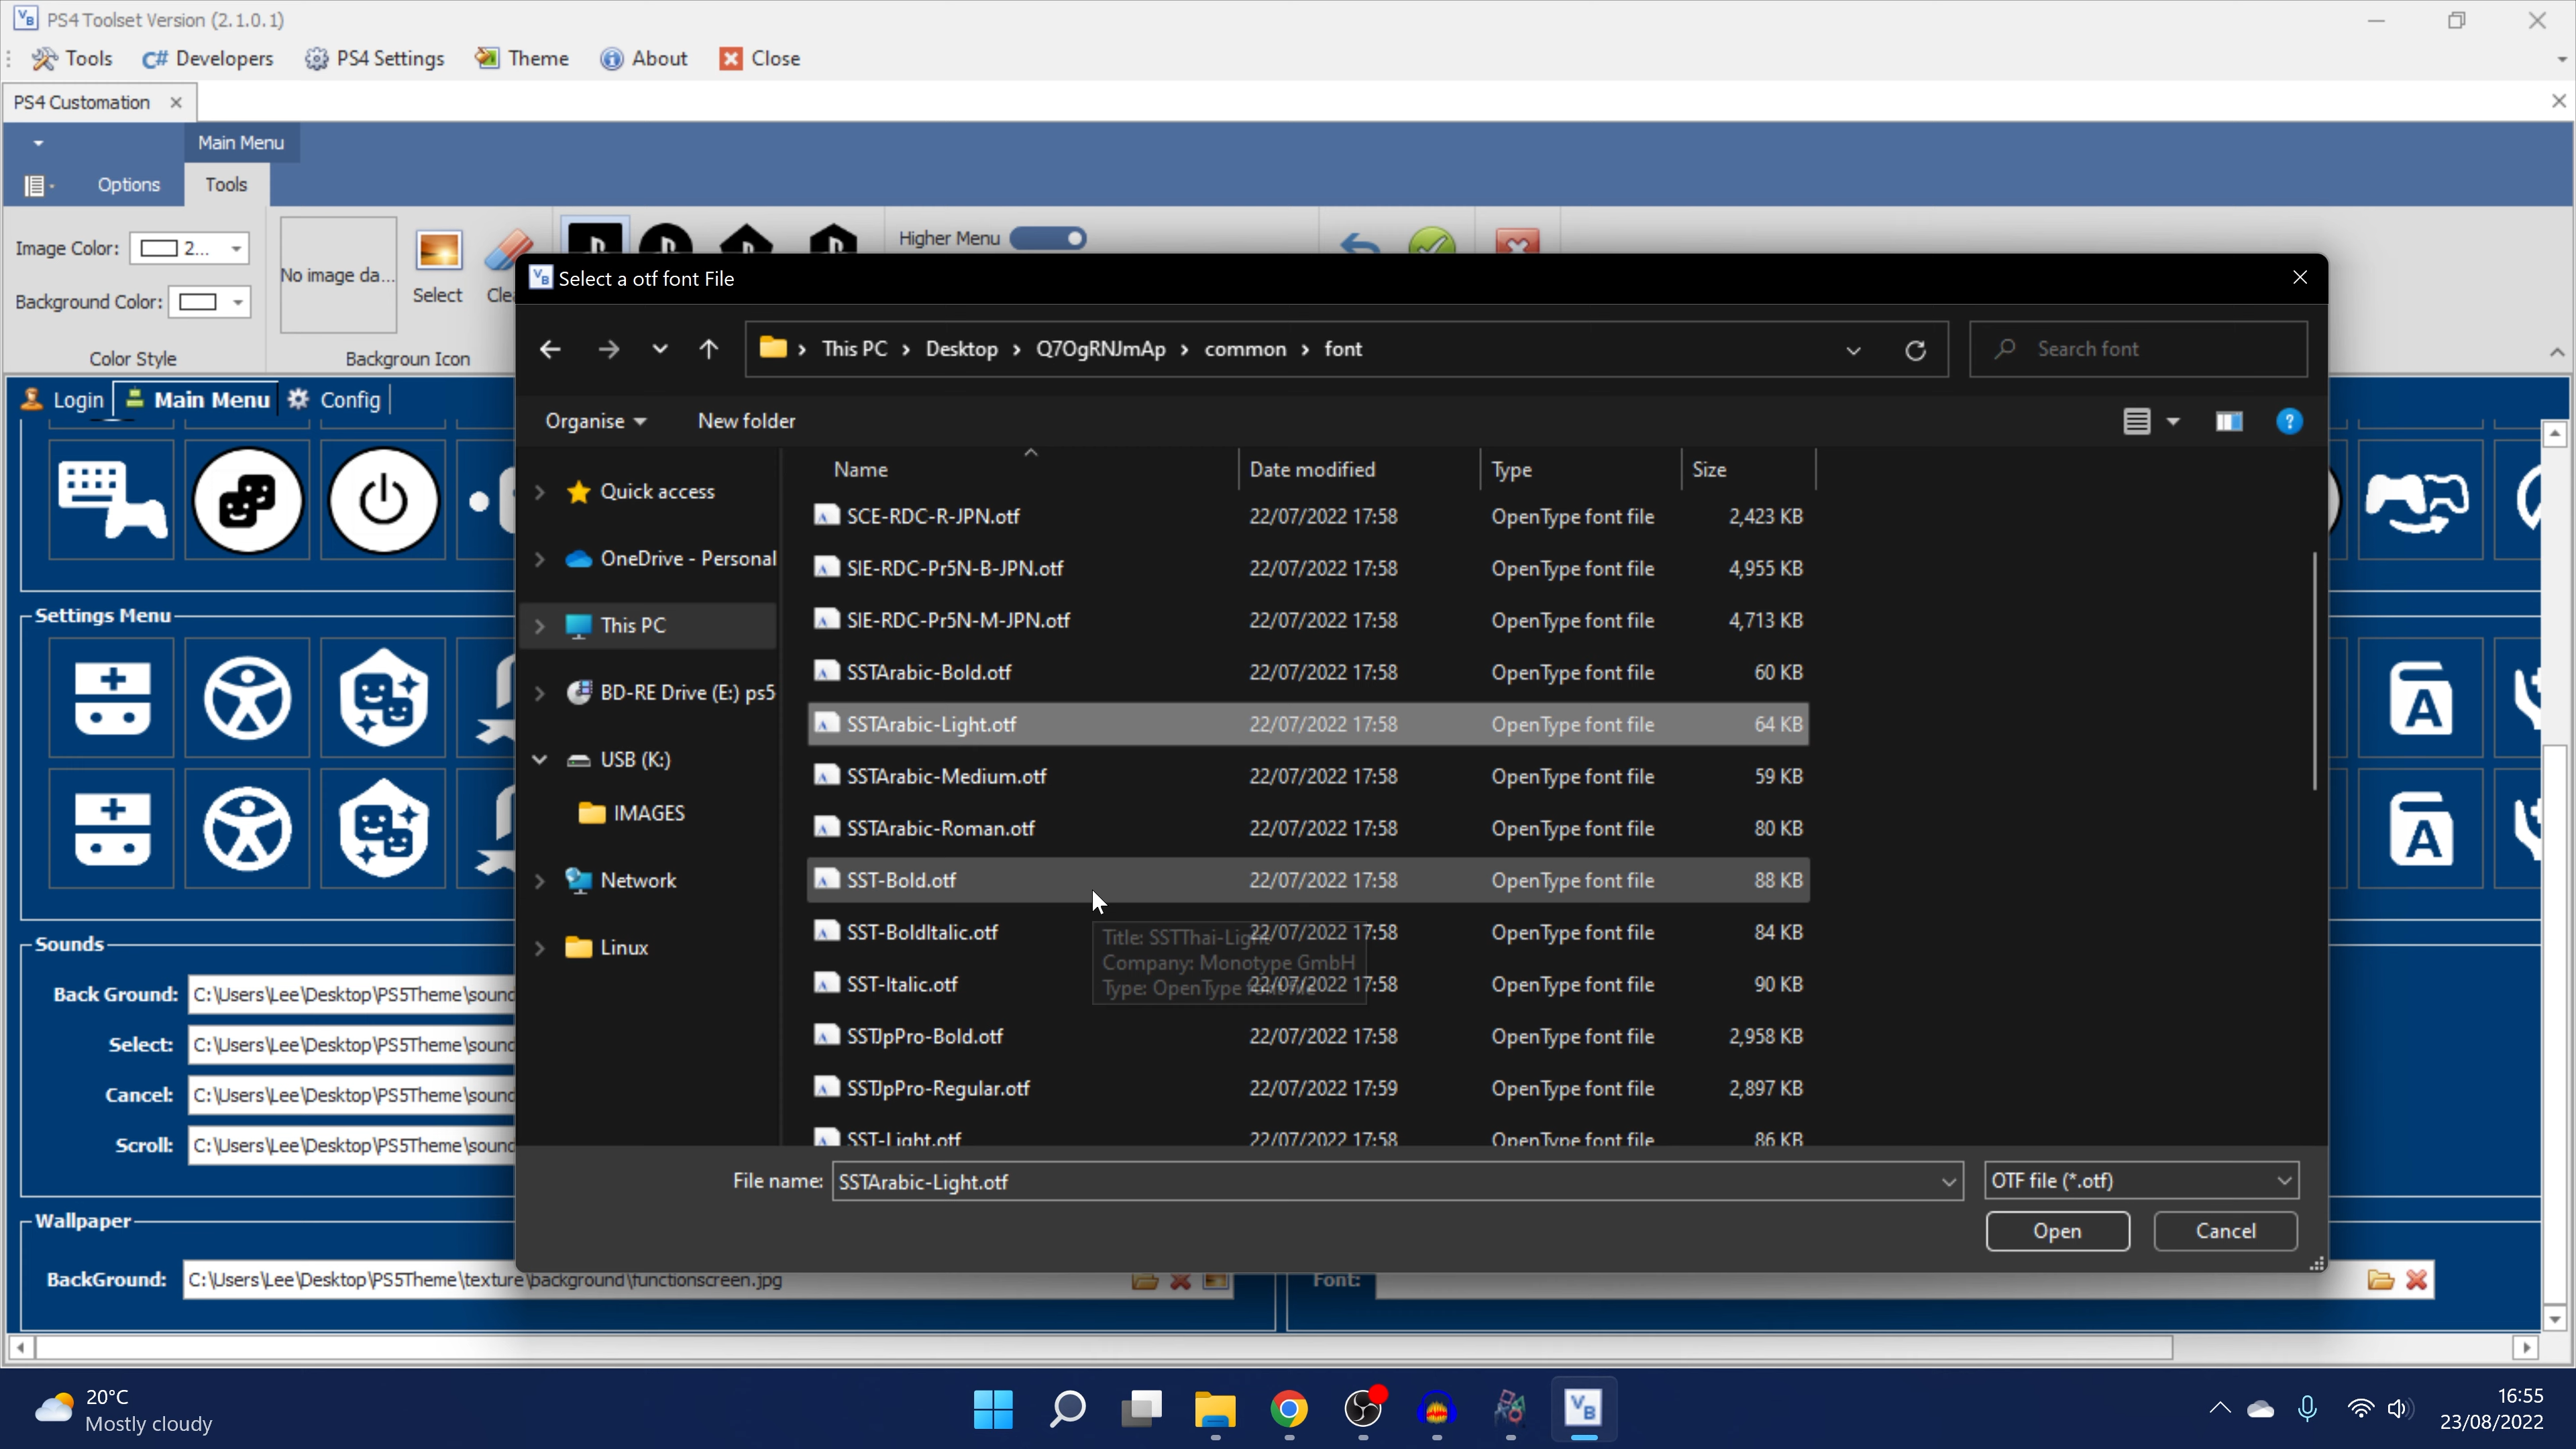 PS4 Toolset Version (2.1.0.1)
Tools
C# Developers
PS4 Settings
Theme
About
Close
PS4 Customation
Main Menu
Options
Tools
Image Color:
2...
Background Color:
Color Style
No image da...
Select
Clea
Backgroun Icon
Higher Menu
Select a otf font File
This PC
Desktop
Q7OgRNJmAp
common
font
Search font
Login
Main Menu
Config
Organise
New folder
Name
Date modified
Type
Size
Quick access
OneDrive - Personal
This PC
BD-RE Drive (E:) ps5
USB (K:)
IMAGES
Network
Linux
SCE-RDC-R-JPN.otf 22/07/2022 17:58 OpenType font file 2,423 KB
SIE-RDC-Pr5N-B-JPN.otf 22/07/2022 17:58 OpenType font file 4,955 KB
SIE-RDC-Pr5N-M-JPN.otf 22/07/2022 17:58 OpenType font file 4,713 KB
SSTArabic-Bold.otf 22/07/2022 17:58 OpenType font file 60 KB
SSTArabic-Light.otf 22/07/2022 17:58 OpenType font file 64 KB
SSTArabic-Medium.otf 22/07/2022 17:58 OpenType font file 59 KB
SSTArabic-Roman.otf 22/07/2022 17:58 OpenType font file 80 KB
SST-Bold.otf 22/07/2022 17:58 OpenType font file 88 KB
SST-BoldItalic.otf 22/07/2022 17:58 OpenType font file 84 KB
SST-Italic.otf 22/07/2022 17:58 OpenType font file 90 KB
SSTJpPro-Bold.otf 22/07/2022 17:58 OpenType font file 2,958 KB
SSTJpPro-Regular.otf 22/07/2022 17:59 OpenType font file 2,897 KB
SST-Light.otf 22/07/2022 17:58 OpenType font file 86 KB
Title: SSTThai-Light
Company: Monotype GmbH
Type: OpenType font file
File name:
SSTArabic-Light.otf
OTF file (*.otf)
Open
Cancel
Settings Menu
A
A
Sounds
Back Ground:
C:\Users\Lee\Desktop\PS5Theme\sound
Select:
C:\Users\Lee\Desktop\PS5Theme\sound
Cancel:
C:\Users\Lee\Desktop\PS5Theme\sound
Scroll:
C:\Users\Lee\Desktop\PS5Theme\sound
Wallpaper
BackGround:
C:\Users\Lee\Desktop\PS5Theme\texture\background\functionscreen.jpg
Font:
20°C
Mostly cloudy
16:55
23/08/2022